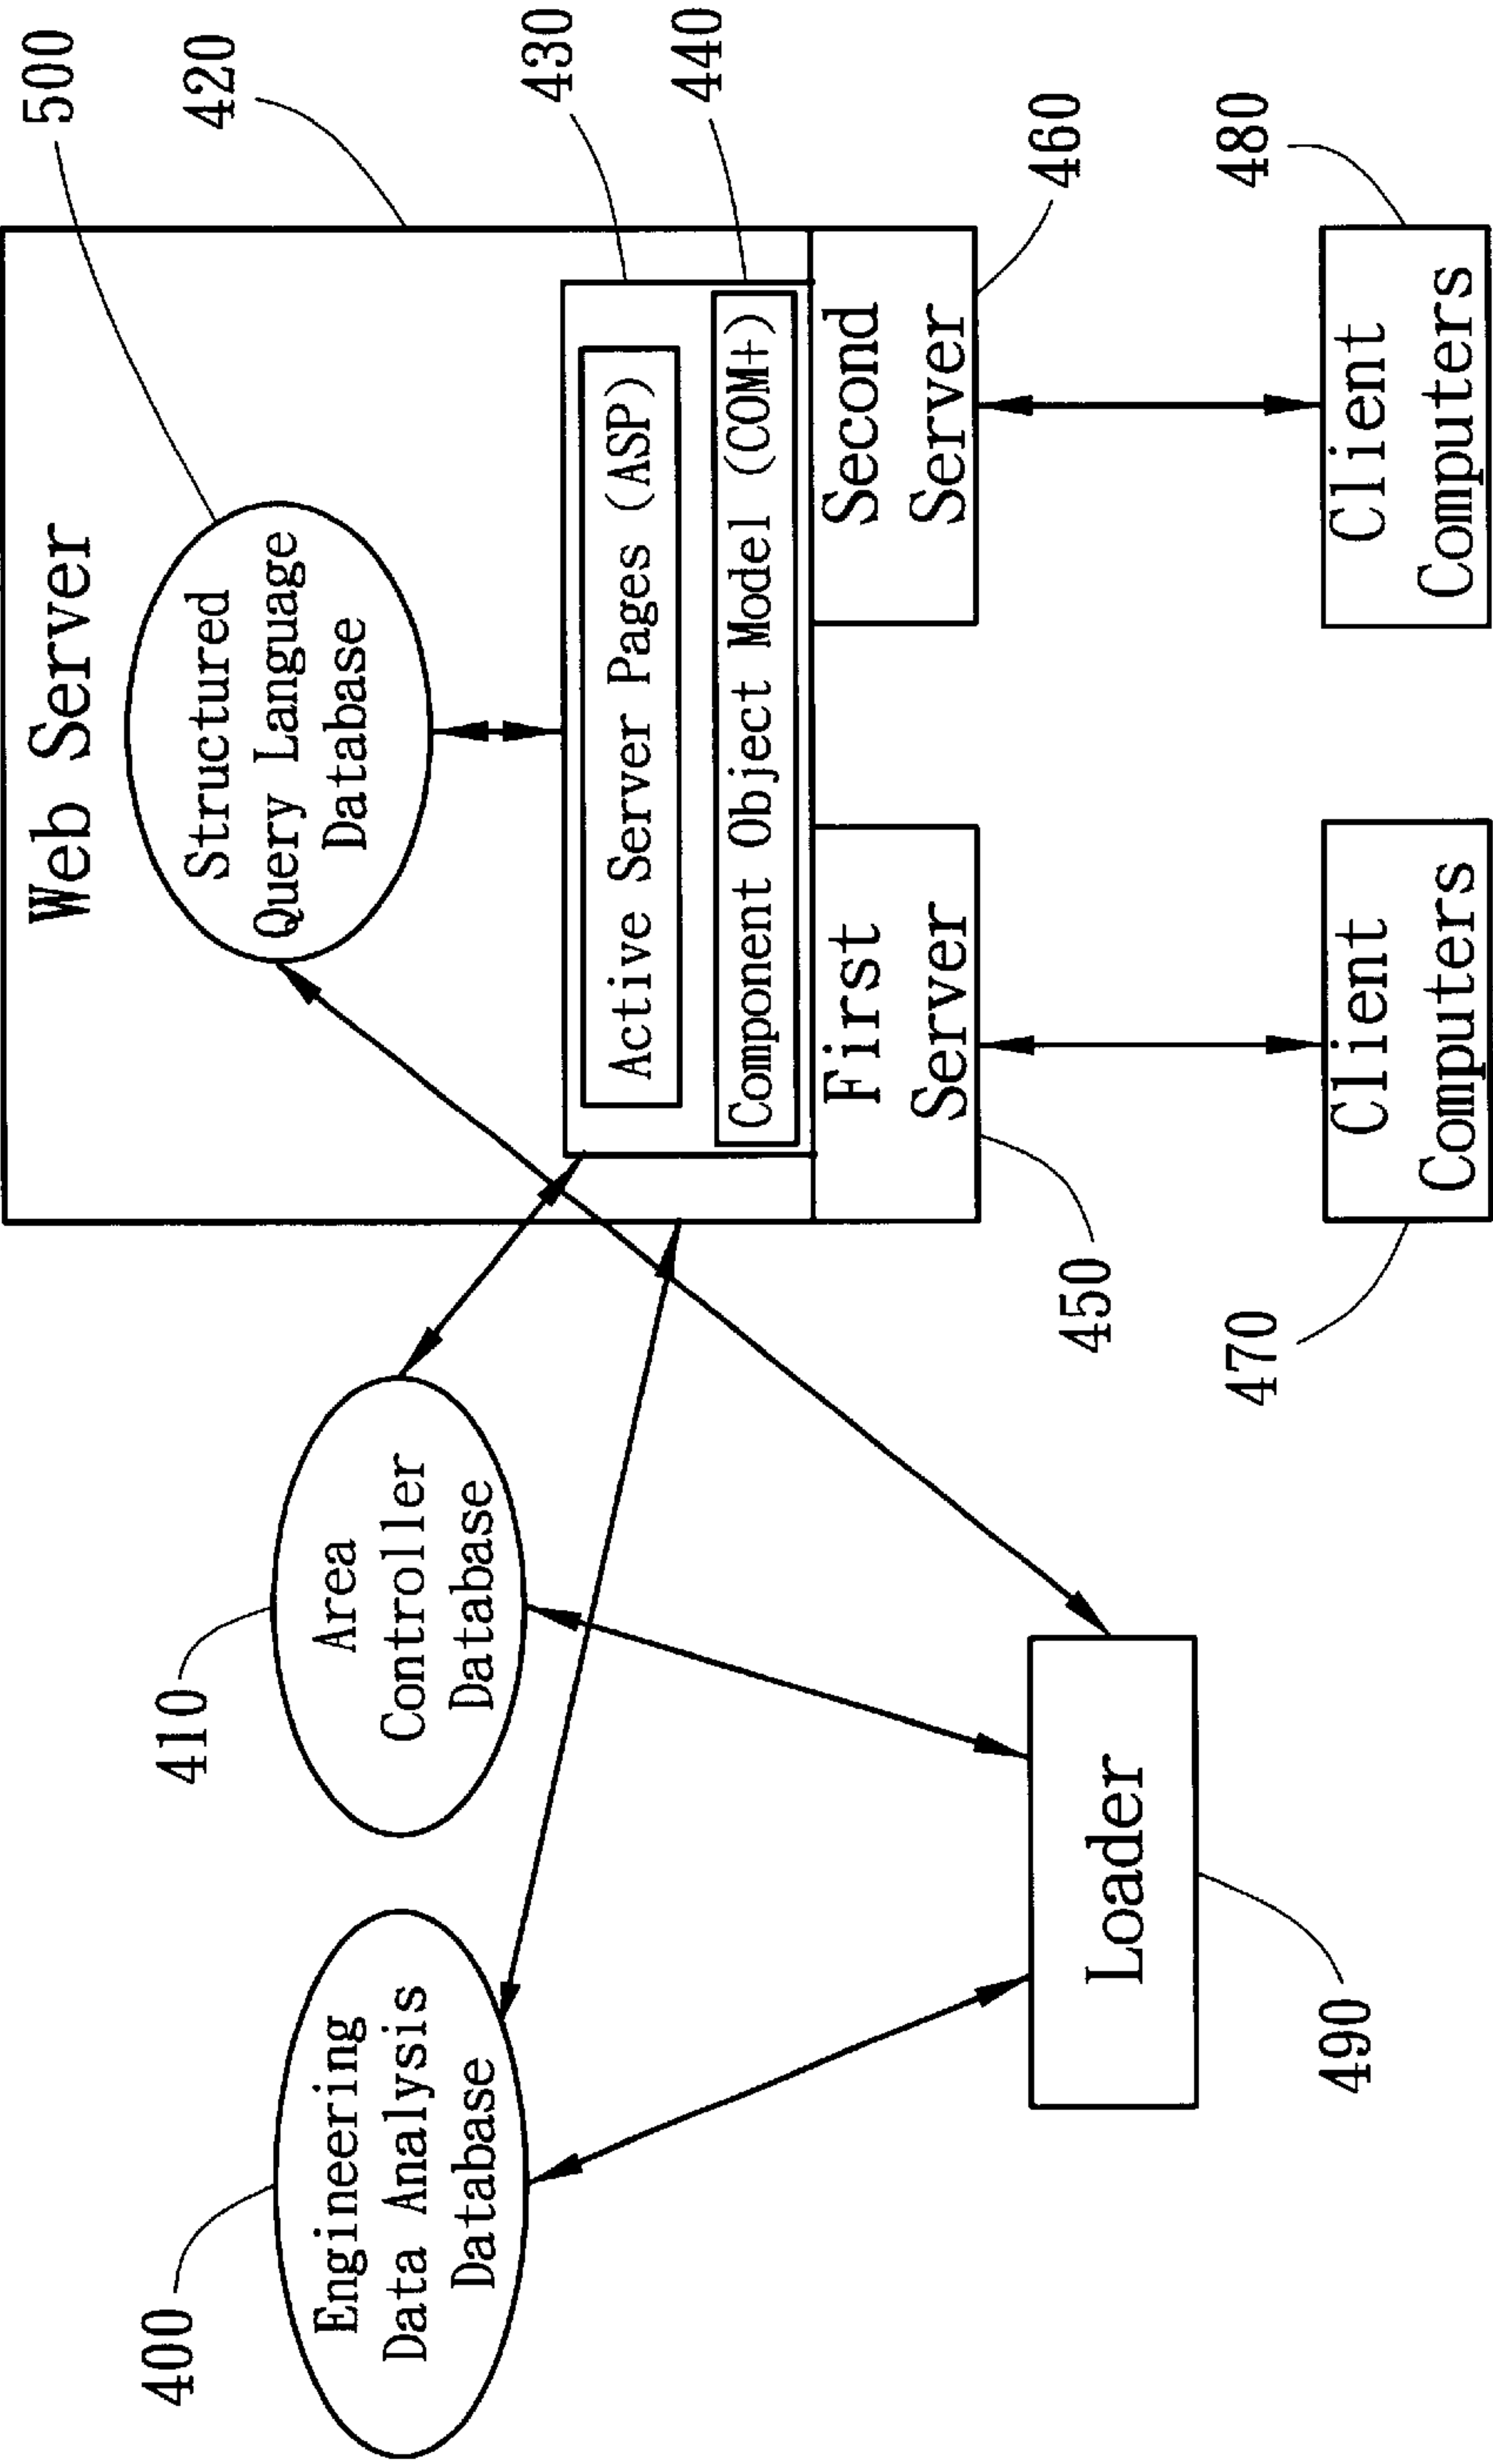 Web Server
500
Structured
Query Language
Database
420
400
Engineering
Data Analysis
Database
410
Area
Controller
Database
430
Active Server Pages (ASP)
440
Component Object Model (COM+)
First
Server
Second
Server
460
450
Loader
490
470
Client
Computers
Client
Computers
480